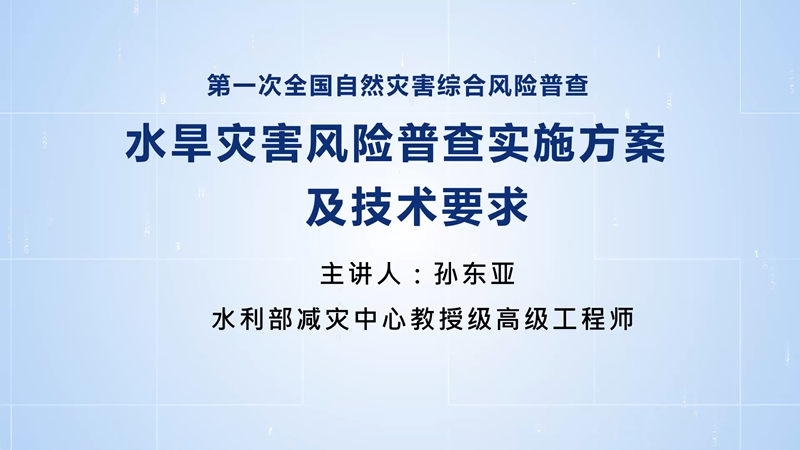 第一次全国自然灾害综合风险普查
水旱灾害风险普查实施方案
及技术要求
主讲人：孙东亚
水利部减灾中心教授级高级工程师